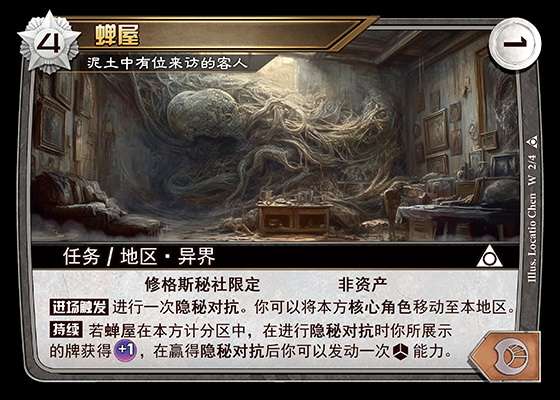 4
蝉屋
1
泥土中有位来访的客人
Illus. Locatio Chen W 2/4
任务 / 地区·异界
修格斯秘社限定 非资产
进场触发 进行一次隐秘对抗。你可以将本方核心角色移动至本地区。
持续 若蝉屋在本方计分区中，在进行隐秘对抗时你所展示
的牌获得 +1 ，在赢得隐秘对抗后你可以发动一次 能力。